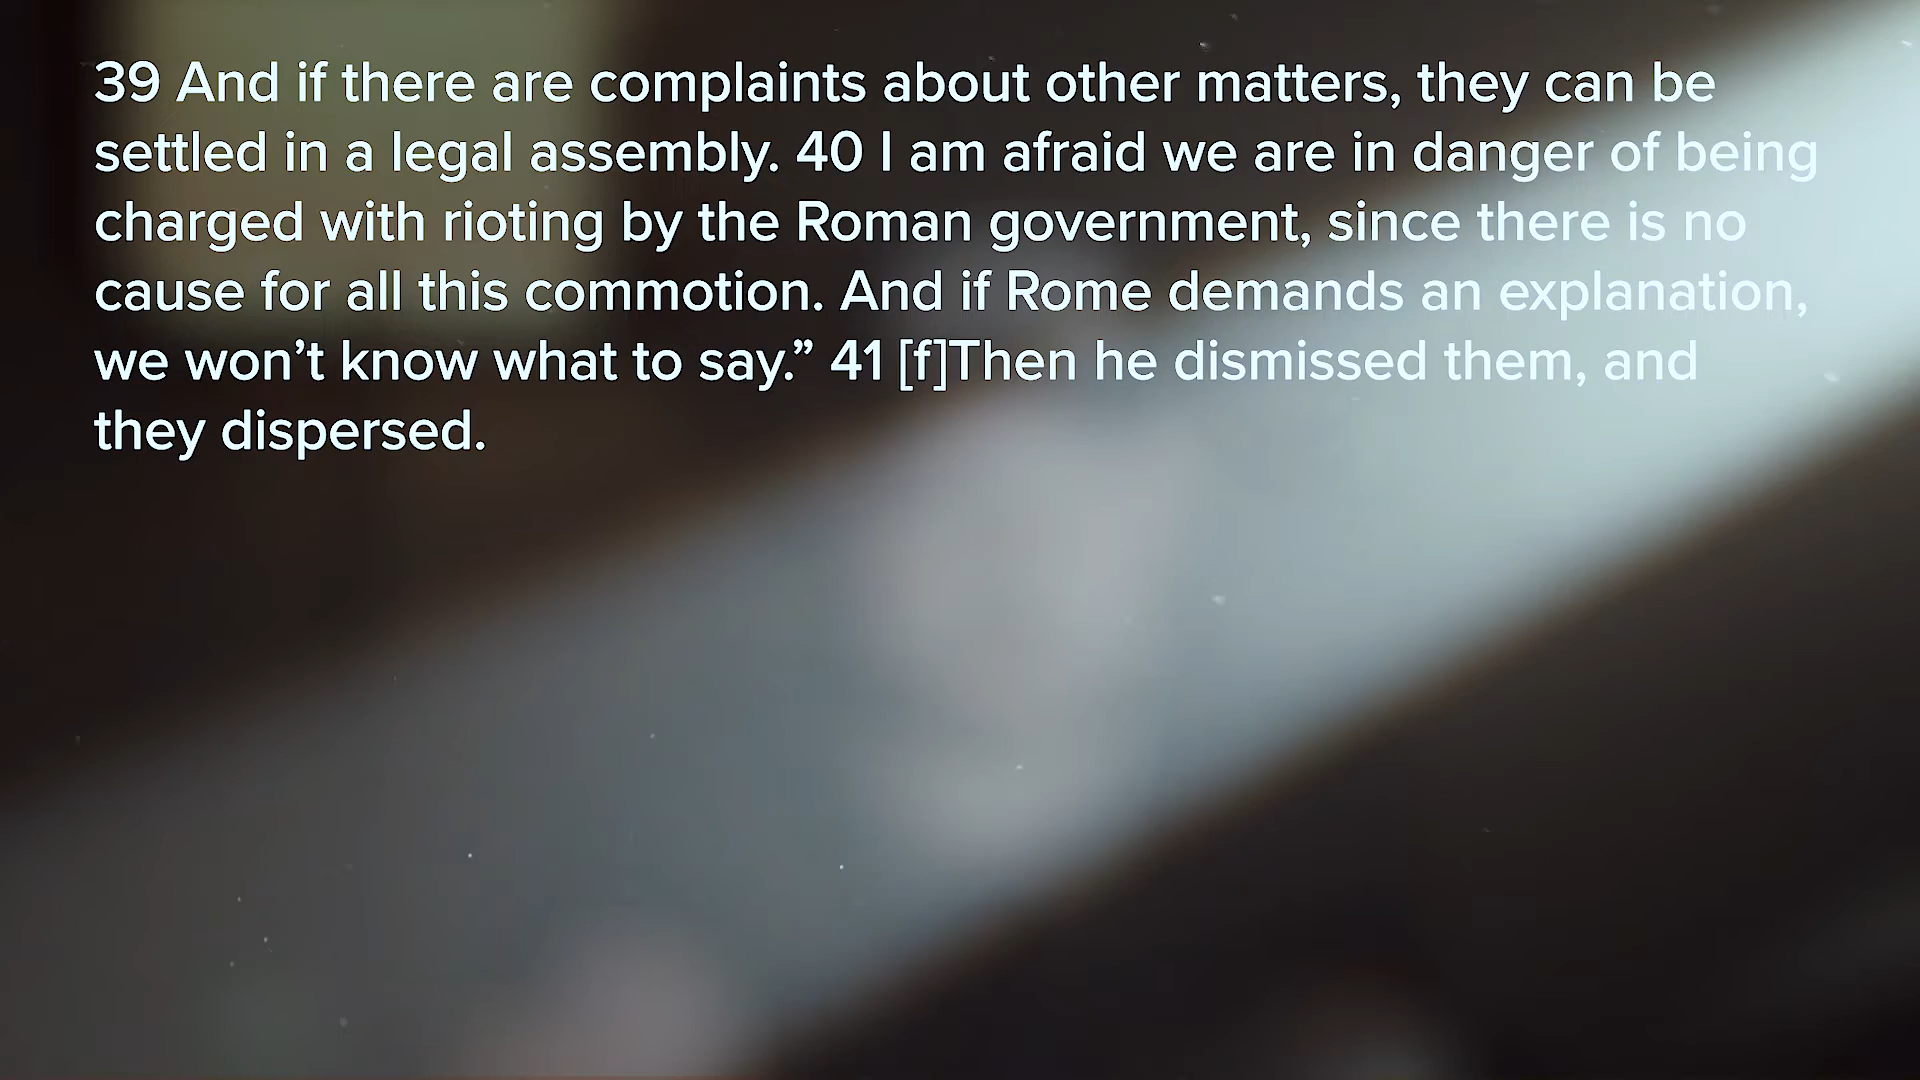 39 And if there are complaints about other matters, they can be
settled in a legal assembly. 40 I am afraid we are in danger of being
charged with rioting by the Roman government, since there is no
cause for all this commotion. And if Rome demands an explanation,
we won’t know what to say.” 41 [f]Then he dismissed them, and
they dispersed.